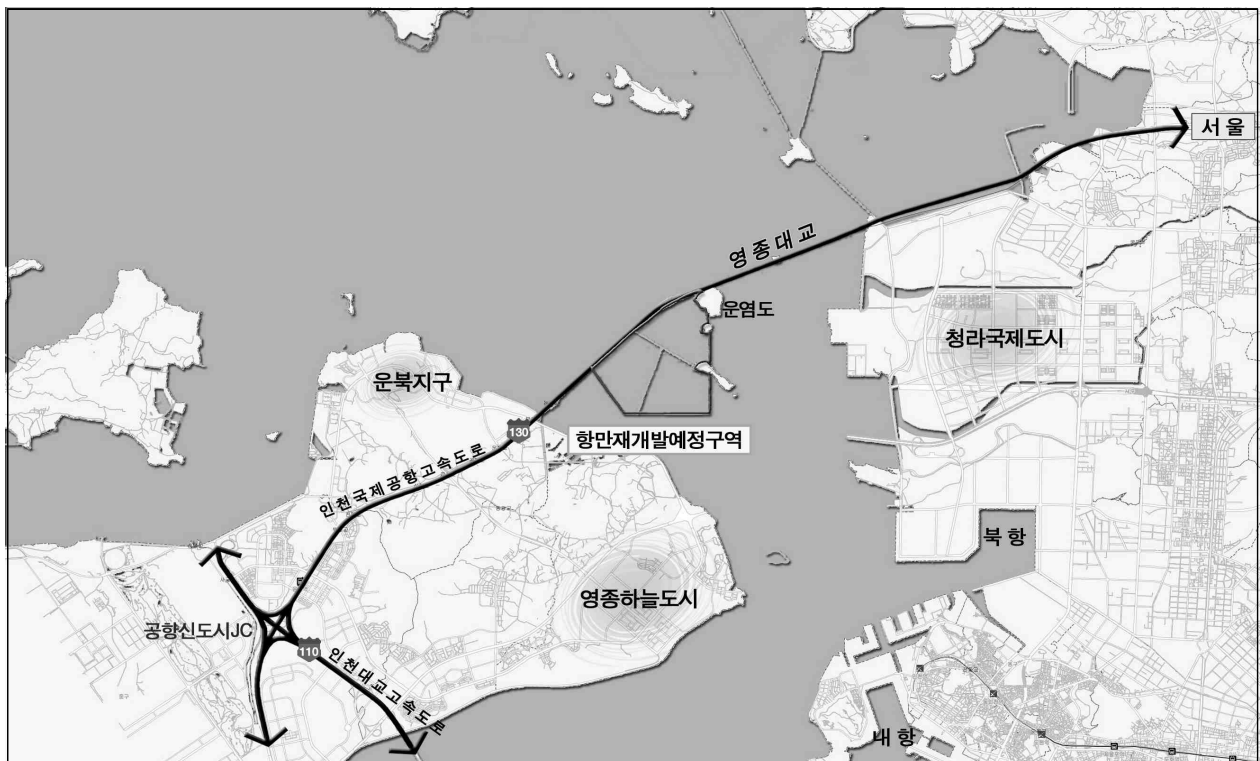 서울
영종대교
운염도
청라국제도시
운북지구
130
항만재개발예정구역
인천국제공항고속도로
북항
영종하늘도시
공항신도시JC
110
인천대교고속도로
내항